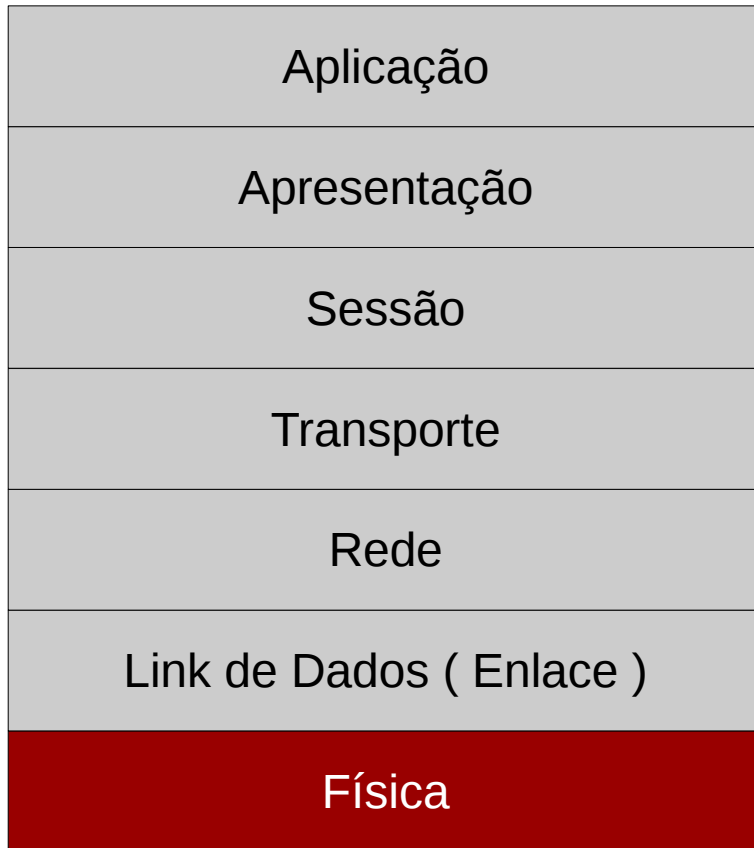 Aplicação
Apresentação
Sessão
Transporte
Rede
Link de Dados ( Enlace )
Física